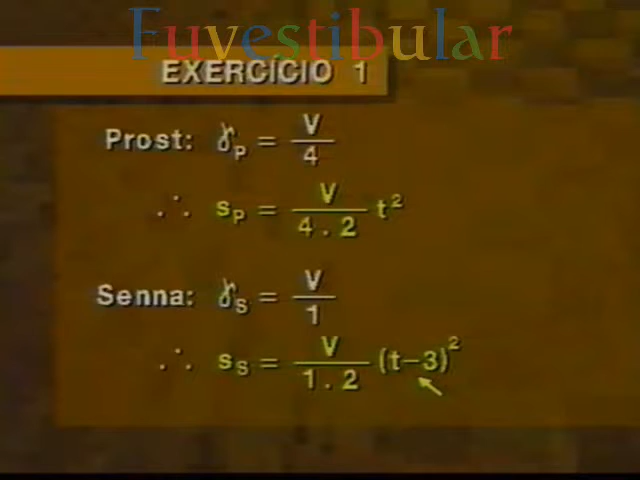 Fuvestibular
EXERCÍCIO 1
Prost: γP = V/4
∴ sP = V/4 . 2 t²
Senna: γS = V/1
∴ sS = V/1 . 2 (t−3)²